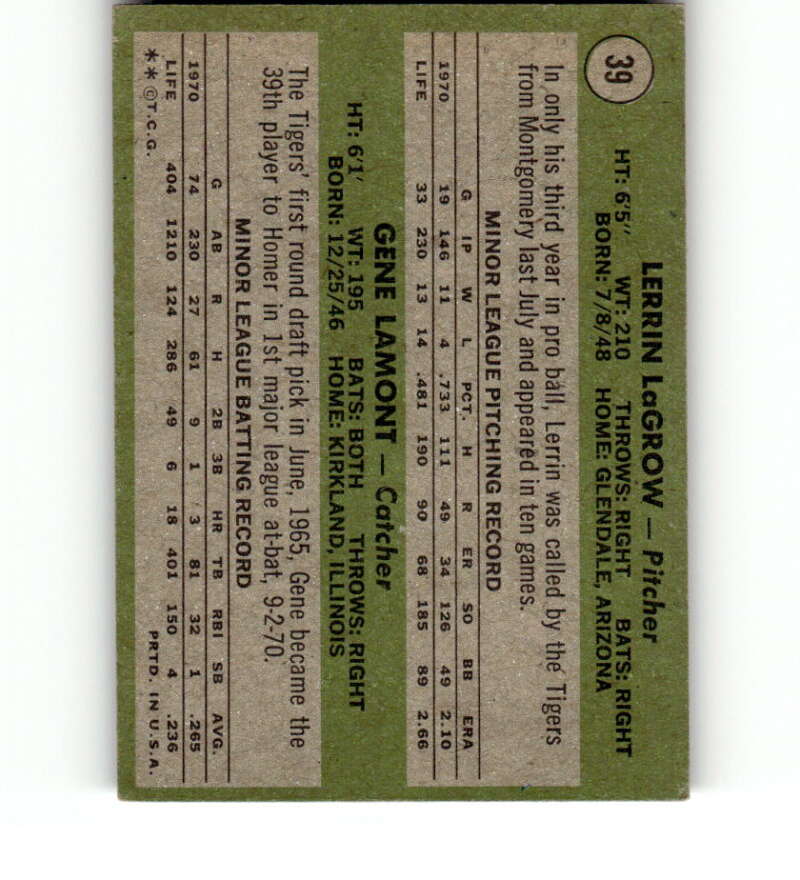 39
LERRIN LaGROW — Pitcher
HT: 6'5" WT: 210 THROWS: RIGHT BATS: RIGHT
BORN: 7/8/48 HOME: GLENDALE, ARIZONA
In only his third year in pro ball, Lerrin was called by the Tigers
from Montgomery last July and appeared in ten games.
MINOR LEAGUE PITCHING RECORD
G IP W L PCT. H R ER SO BB ERA
1970 19 146 11 4 .733 111 49 34 126 49 2.10
LIFE 33 230 13 14 .481 190 90 68 185 89 2.66
GENE LAMONT — Catcher
HT: 6'1' WT: 195 BATS: BOTH THROWS: RIGHT
BORN: 12/25/46 HOME: KIRKLAND, ILLINOIS
The Tigers' first round draft pick in June, 1965, Gene became the
39th player to Homer in 1st major league at-bat, 9-2-70.
MINOR LEAGUE BATTING RECORD
G AB R H 2B 3B HR TB RBI SB AVG.
1970 74 230 27 61 9 1 3 81 32 1 .265
LIFE 404 1210 124 286 49 6 18 401 150 4 .236
**©T.C.G. PRTD. IN U.S.A.